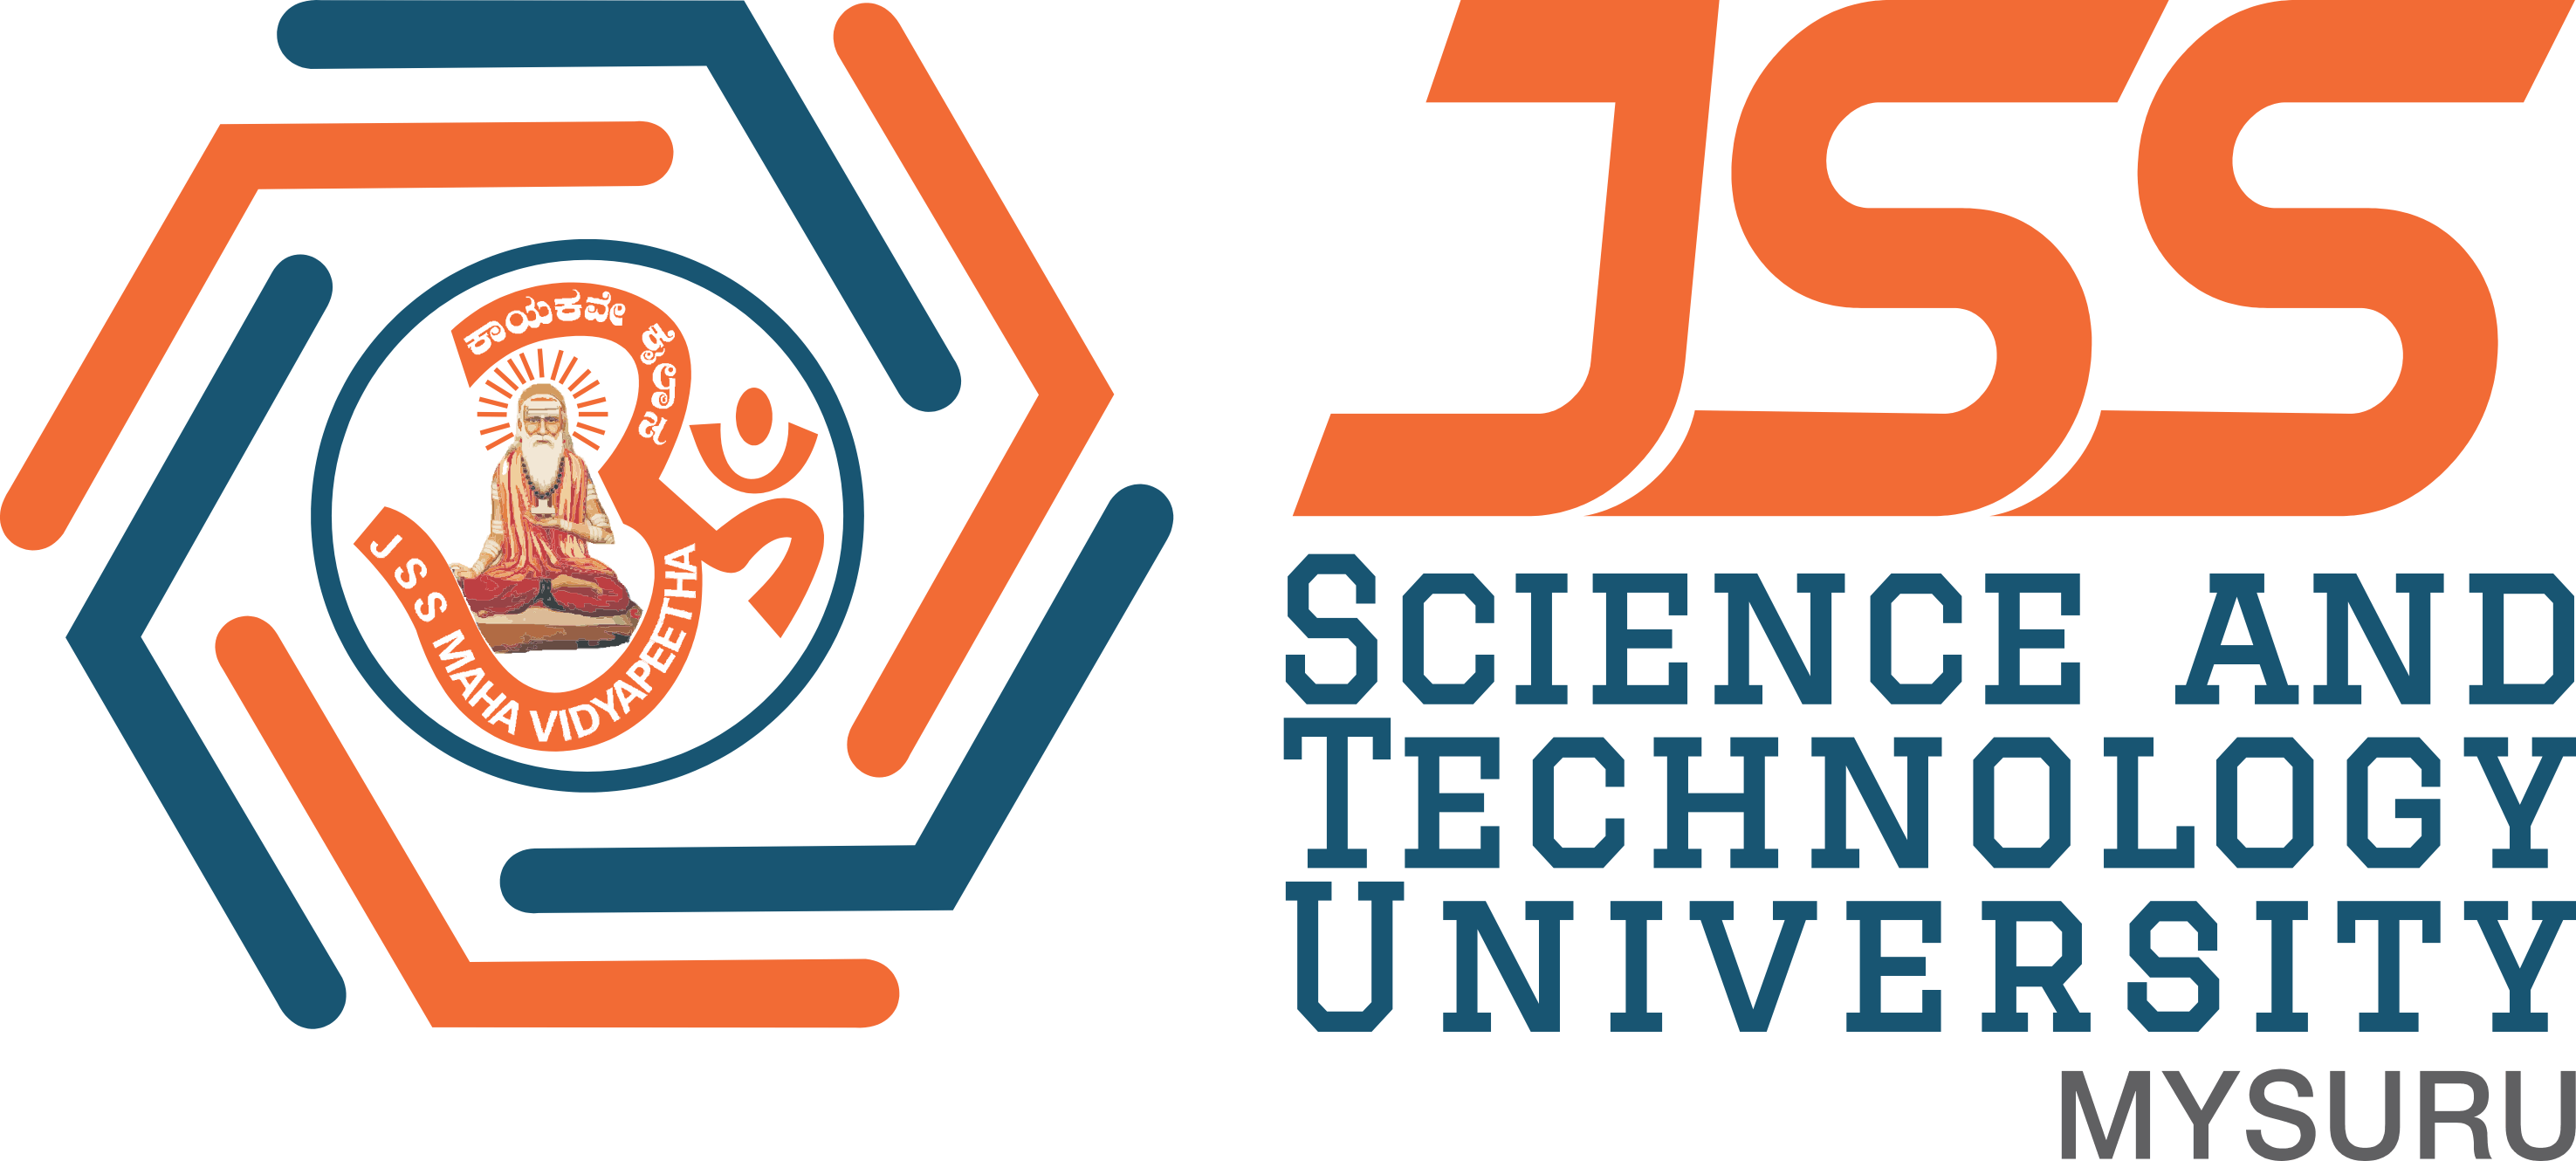 ಕಾಯಕವೇ ಕೈಲಾಸ
JSS MAHA VIDYAPEETHA
JSS
SCIENCE AND
TECHNOLOGY
UNIVERSITY
MYSURU